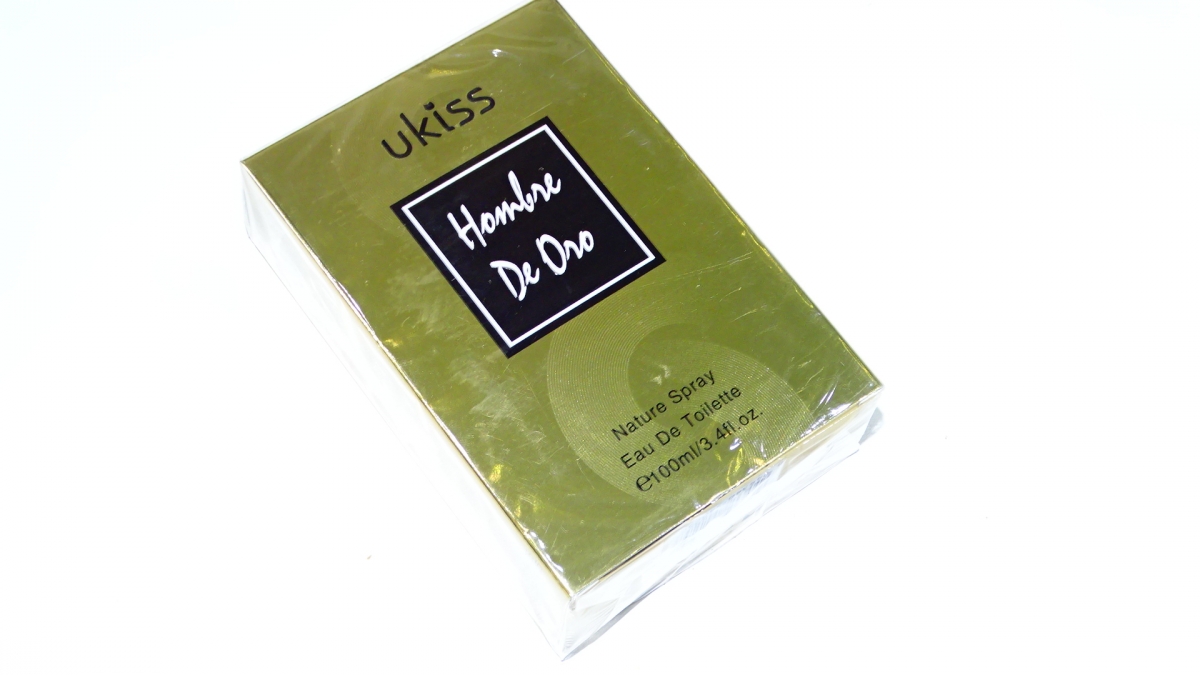 ukiss
Hombre
De Oro
Nature Spray
Eau De Toilette
℮100ml/3.4fl.oz.